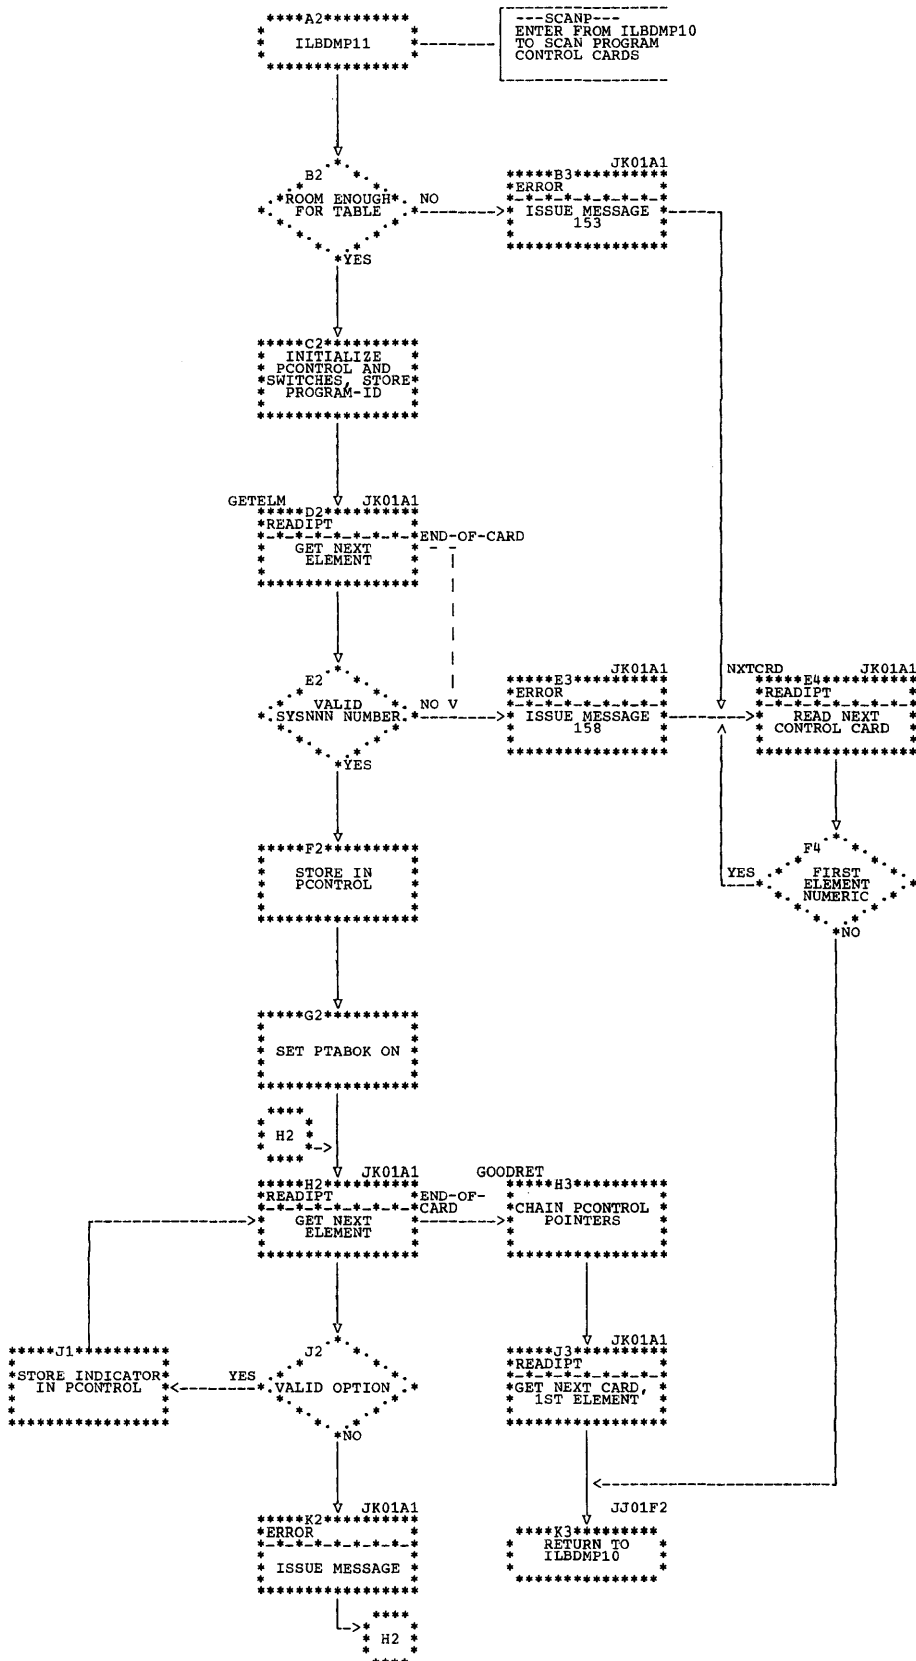 A2
ILBDMP11
---SCANP---
ENTER FROM ILBDMP10
TO SCAN PROGRAM
CONTROL CARDS
B2
ROOM ENOUGH
FOR TABLE
NO
YES
JK01A1
B3
ERROR
ISSUE MESSAGE
153
C2
INITIALIZE
PCONTROL AND
SWITCHES, STORE
PROGRAM-ID
GETELM
JK01A1
D2
READIPT
GET NEXT
ELEMENT
END-OF-CARD
E2
VALID
SYSNNN NUMBER
NO
YES
JK01A1
E3
ERROR
ISSUE MESSAGE
158
NXTCRD
JK01A1
E4
READIPT
READ NEXT
CONTROL CARD
F2
STORE IN
PCONTROL
F4
FIRST
ELEMENT
NUMERIC
YES
NO
G2
SET PTABOK ON
H2
JK01A1
H2
READIPT
GET NEXT
ELEMENT
END-OF-
CARD
GOODRET
H3
CHAIN PCONTROL
POINTERS
J1
STORE INDICATOR
IN PCONTROL
YES
J2
VALID OPTION
NO
JK01A1
J3
READIPT
GET NEXT CARD,
1ST ELEMENT
JK01A1
K2
ERROR
ISSUE MESSAGE
JJ01F2
K3
RETURN TO
ILBDMP10
H2